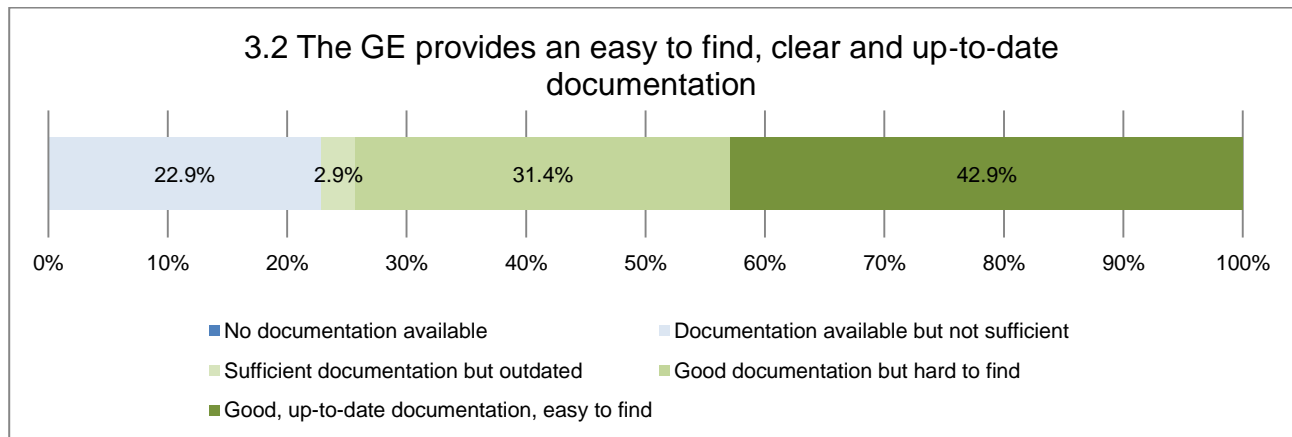 3.2 The GE provides an easy to find, clear and up-to-date
documentation
22.9% 2.9% 31.4% 42.9%
0% 10% 20% 30% 40% 50% 60% 70% 80% 90% 100%
No documentation available Documentation available but not sufficient
Sufficient documentation but outdated Good documentation but hard to find
Good, up-to-date documentation, easy to find